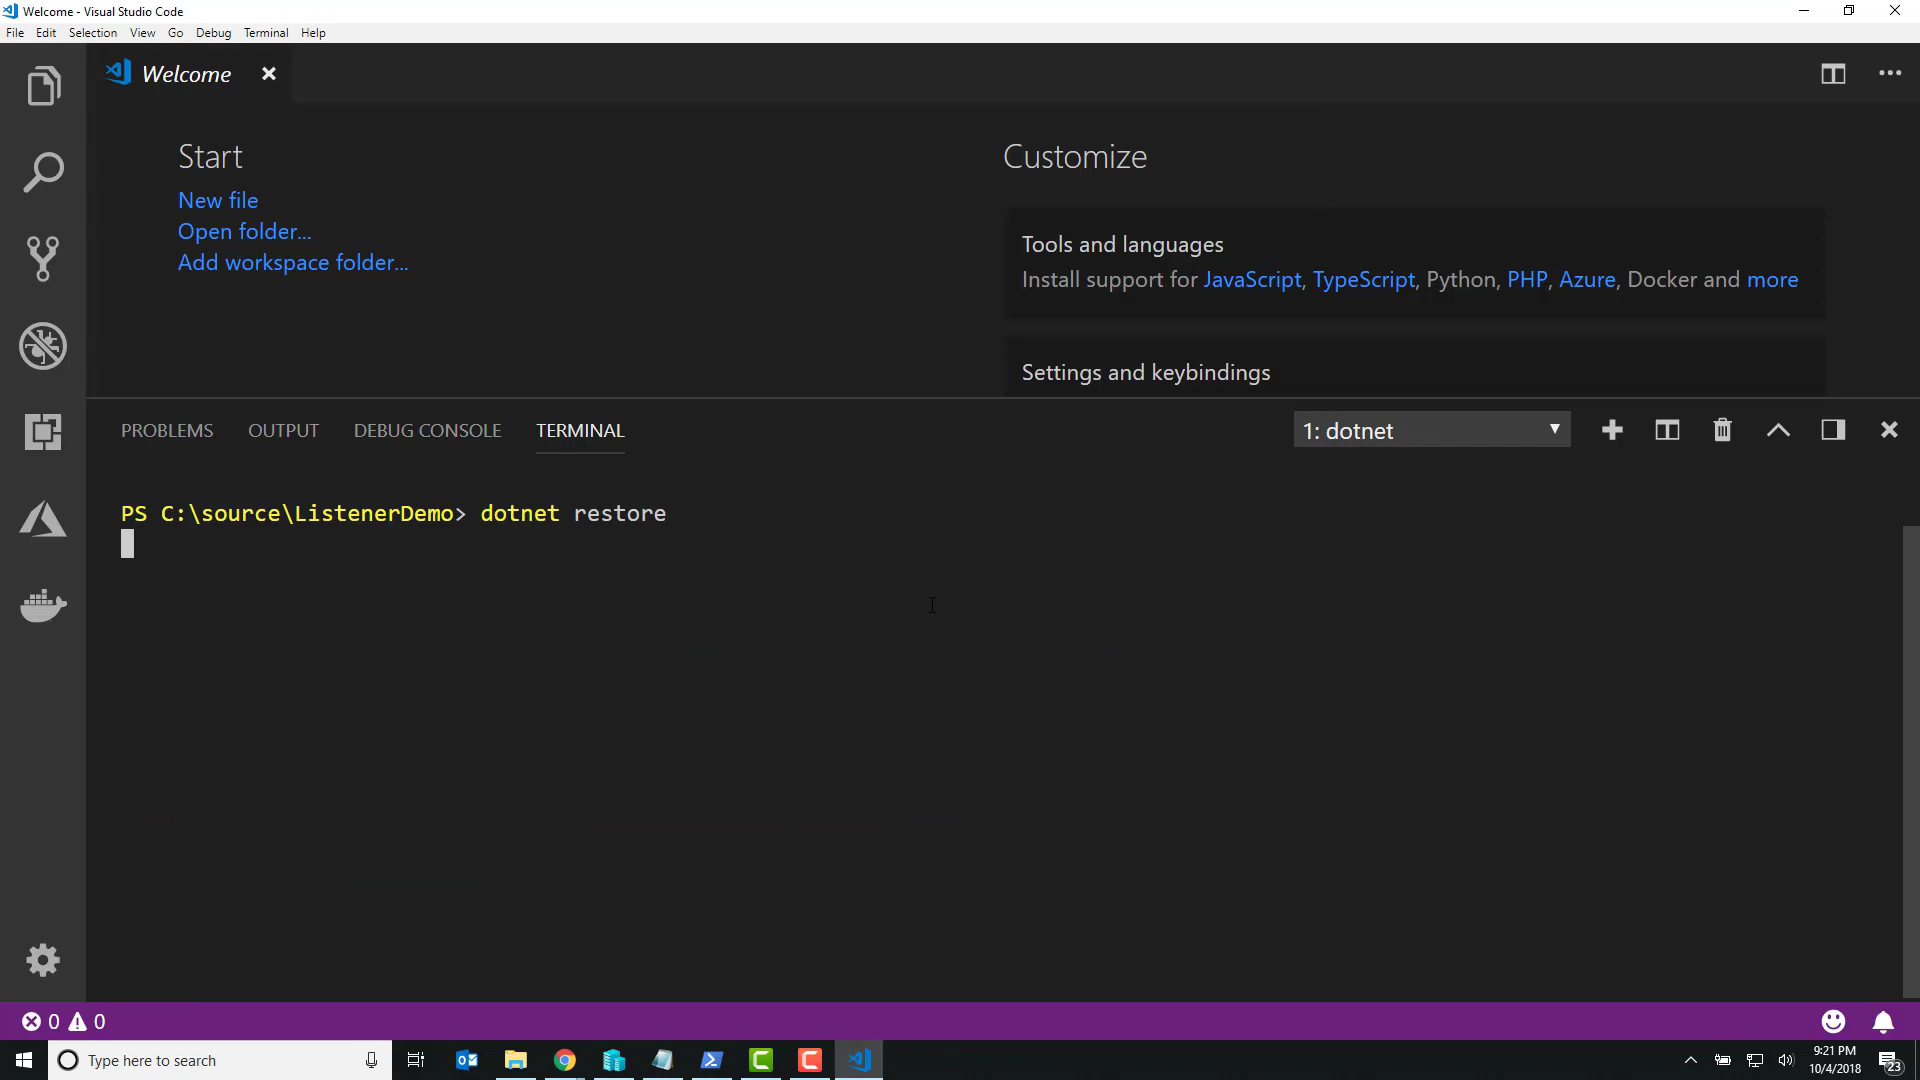 Welcome - Visual Studio Code
File Edit Selection View Go Debug Terminal Help
Welcome
Start
New file
Open folder...
Add workspace folder...
Customize
Tools and languages
Install support for JavaScript, TypeScript, Python, PHP, Azure, Docker and more
Settings and keybindings
PROBLEMS OUTPUT DEBUG CONSOLE TERMINAL
1: dotnet
PS C:\source\ListenerDemo> dotnet restore
0 0
Type here to search
9:21 PM
10/4/2018
23